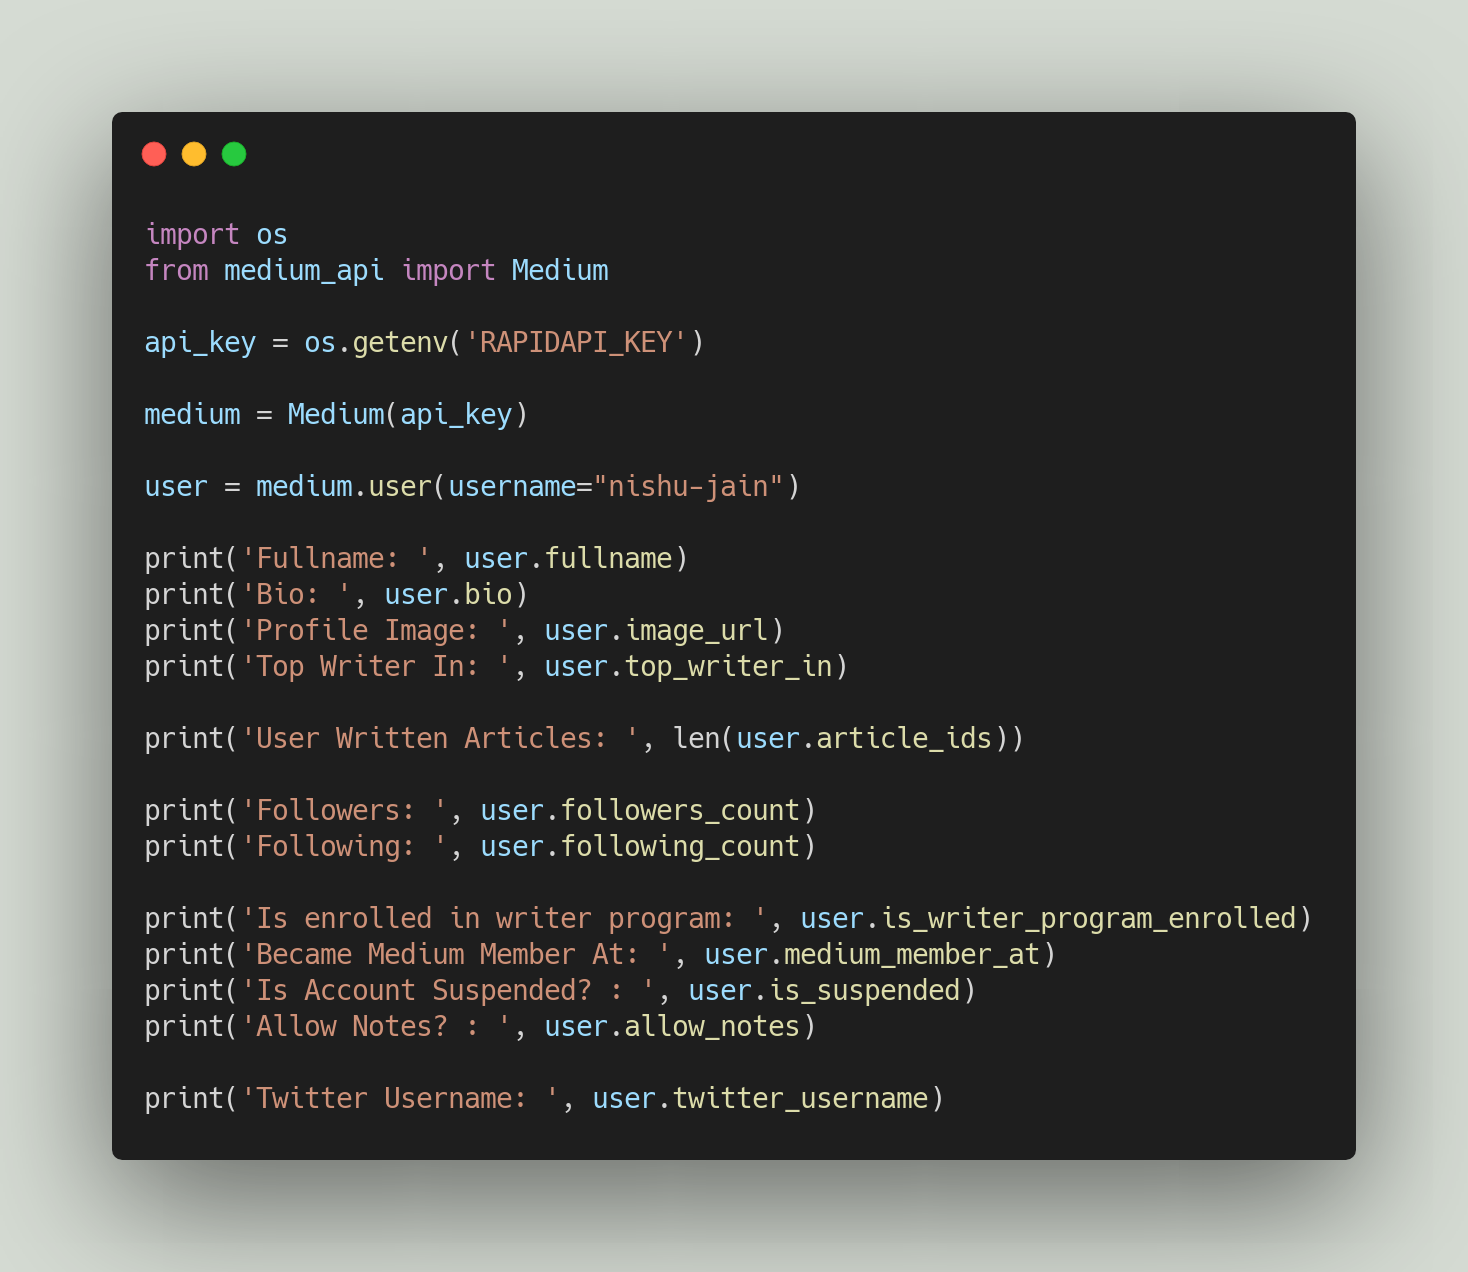 import os
from medium_api import Medium

api_key = os.getenv('RAPIDAPI_KEY')

medium = Medium(api_key)

user = medium.user(username="nishu-jain")

print('Fullname: ', user.fullname)
print('Bio: ', user.bio)
print('Profile Image: ', user.image_url)
print('Top Writer In: ', user.top_writer_in)

print('User Written Articles: ', len(user.article_ids))

print('Followers: ', user.followers_count)
print('Following: ', user.following_count)

print('Is enrolled in writer program: ', user.is_writer_program_enrolled)
print('Became Medium Member At: ', user.medium_member_at)
print('Is Account Suspended? : ', user.is_suspended)
print('Allow Notes? : ', user.allow_notes)

print('Twitter Username: ', user.twitter_username)